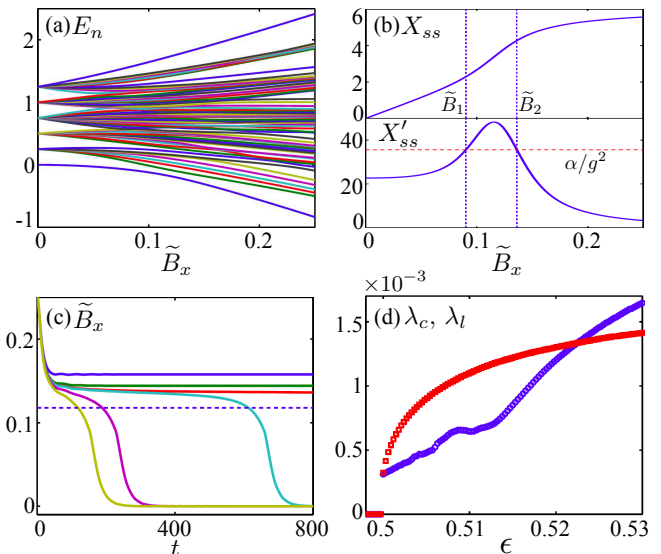 (a) E_n
1
0
-1
0
0.1
0.2
B̃_x
(b) X_ss
6
4
2
0
B̃_1
B̃_2
X'_ss
40
20
0
α/g²
0
0.1
0.2
B̃_x
(c) B̃_x
0.2
0.1
0
0
400
800
t
×10⁻³
(d) λ_c, λ_l
1.5
1
0.5
0
0.5
0.51
0.52
0.53
ϵ